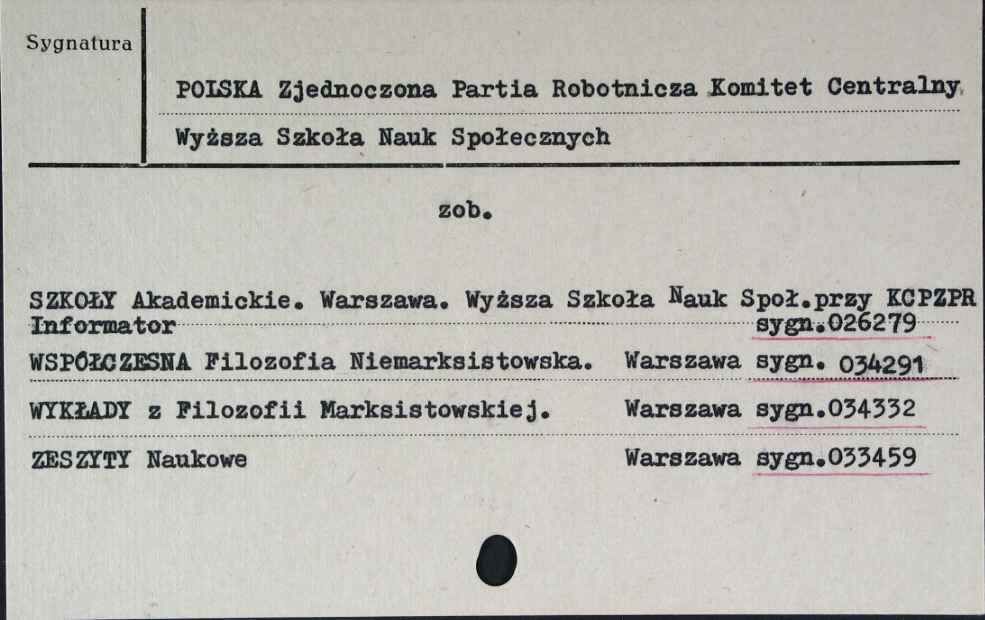 Sygnatura
POLSKA Zjednoczona Partia Robotnicza Komitet Centralny.
Wyższa Szkoła Nauk Społecznych
zob.
SZKOŁY Akademickie. Warszawa. Wyższa Szkoła Nauk Społ.przy KCPZPR
Informator sygn.026279
WSPÓŁCZESNA Filozofia Niemarksistowska. Warszawa sygn. 034291
WYKŁADY z Filozofii Marksistowskiej. Warszawa sygn.034332
ZESZYTY Naukowe Warszawa sygn.033459